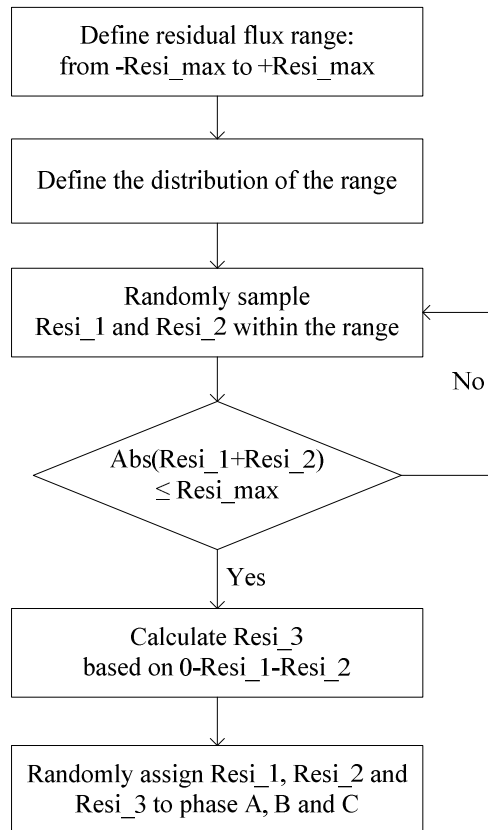 Define residual flux range:
from -Resi_max to +Resi_max
Define the distribution of the range
Randomly sample
Resi_1 and Resi_2 within the range
No
Abs(Resi_1+Resi_2)
≤ Resi_max
Yes
Calculate Resi_3
based on 0-Resi_1-Resi_2
Randomly assign Resi_1, Resi_2 and
Resi_3 to phase A, B and C